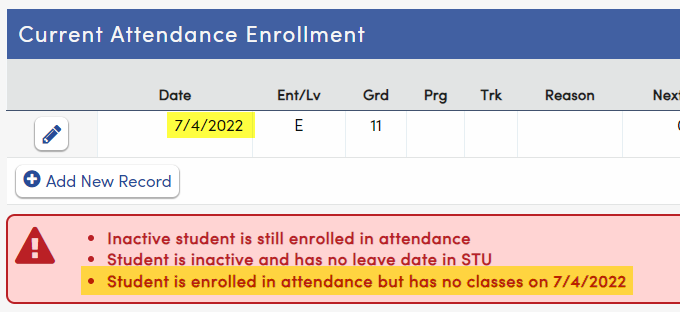 Current Attendance Enrollment
Date Ent/Lv Grd Prg Trk Reason Next
7/4/2022 E 11
Add New Record
• Inactive student is still enrolled in attendance
• Student is inactive and has no leave date in STU
• Student is enrolled in attendance but has no classes on 7/4/2022